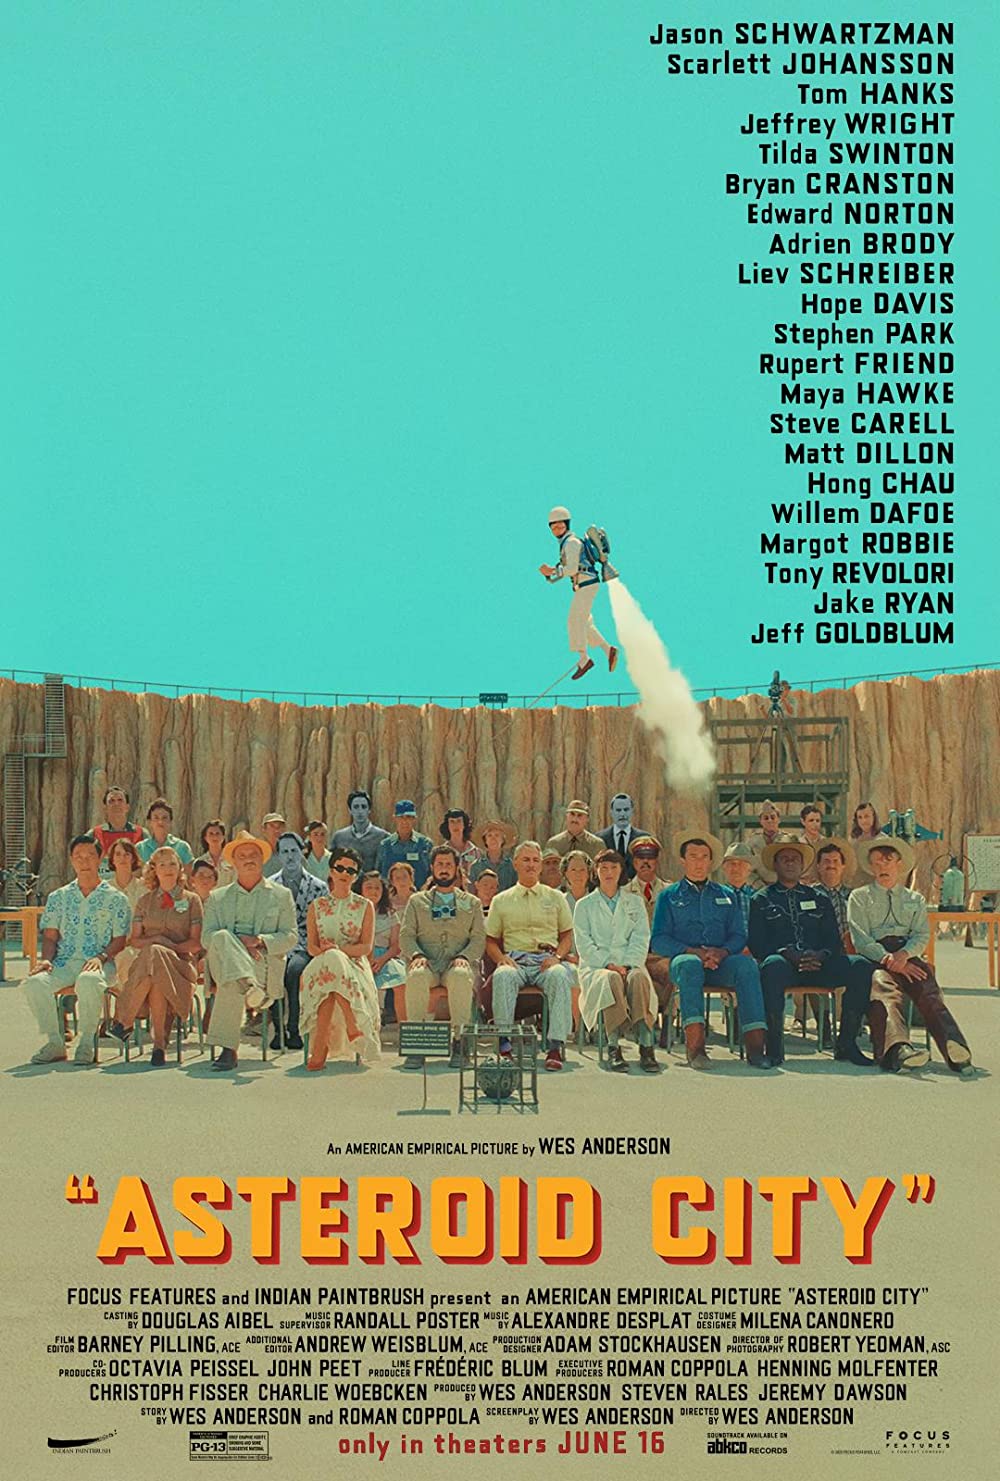 Jason SCHWARTZMAN
Scarlett JOHANSSON
Tom HANKS
Jeffrey WRIGHT
Tilda SWINTON
Bryan CRANSTON
Edward NORTON
Adrien BRODY
Liev SCHREIBER
Hope DAVIS
Stephen PARK
Rupert FRIEND
Maya HAWKE
Steve CARELL
Matt DILLON
Hong CHAU
Willem DAFOE
Margot ROBBIE
Tony REVOLORI
Jake RYAN
Jeff GOLDBLUM
An AMERICAN EMPIRICAL PICTURE by WES ANDERSON
“ASTEROID CITY”
FOCUS FEATURES and INDIAN PAINTBRUSH present an AMERICAN EMPIRICAL PICTURE "ASTEROID CITY"
CASTING BY DOUGLAS AIBEL MUSIC SUPERVISOR RANDALL POSTER MUSIC BY ALEXANDRE DESPLAT COSTUME DESIGNER MILENA CANONERO
FILM EDITOR BARNEY PILLING, ACE ADDITIONAL EDITOR ANDREW WEISBLUM, ACE PRODUCTION DESIGNER ADAM STOCKHAUSEN DIRECTOR OF PHOTOGRAPHY ROBERT YEOMAN, ASC
CO-PRODUCERS OCTAVIA PEISSEL JOHN PEET LINE PRODUCER FRÉDÉRIC BLUM EXECUTIVE PRODUCERS ROMAN COPPOLA HENNING MOLFENTER
CHRISTOPH FISSER CHARLIE WOEBCKEN PRODUCED BY WES ANDERSON STEVEN RALES JEREMY DAWSON
STORY BY WES ANDERSON and ROMAN COPPOLA SCREENPLAY BY WES ANDERSON DIRECTED BY WES ANDERSON
INDIAN PAINTBRUSH
PG-13
only in theaters JUNE 16
SOUNDTRACK AVAILABLE ON
abkco RECORDS
FOCUS
FEATURES